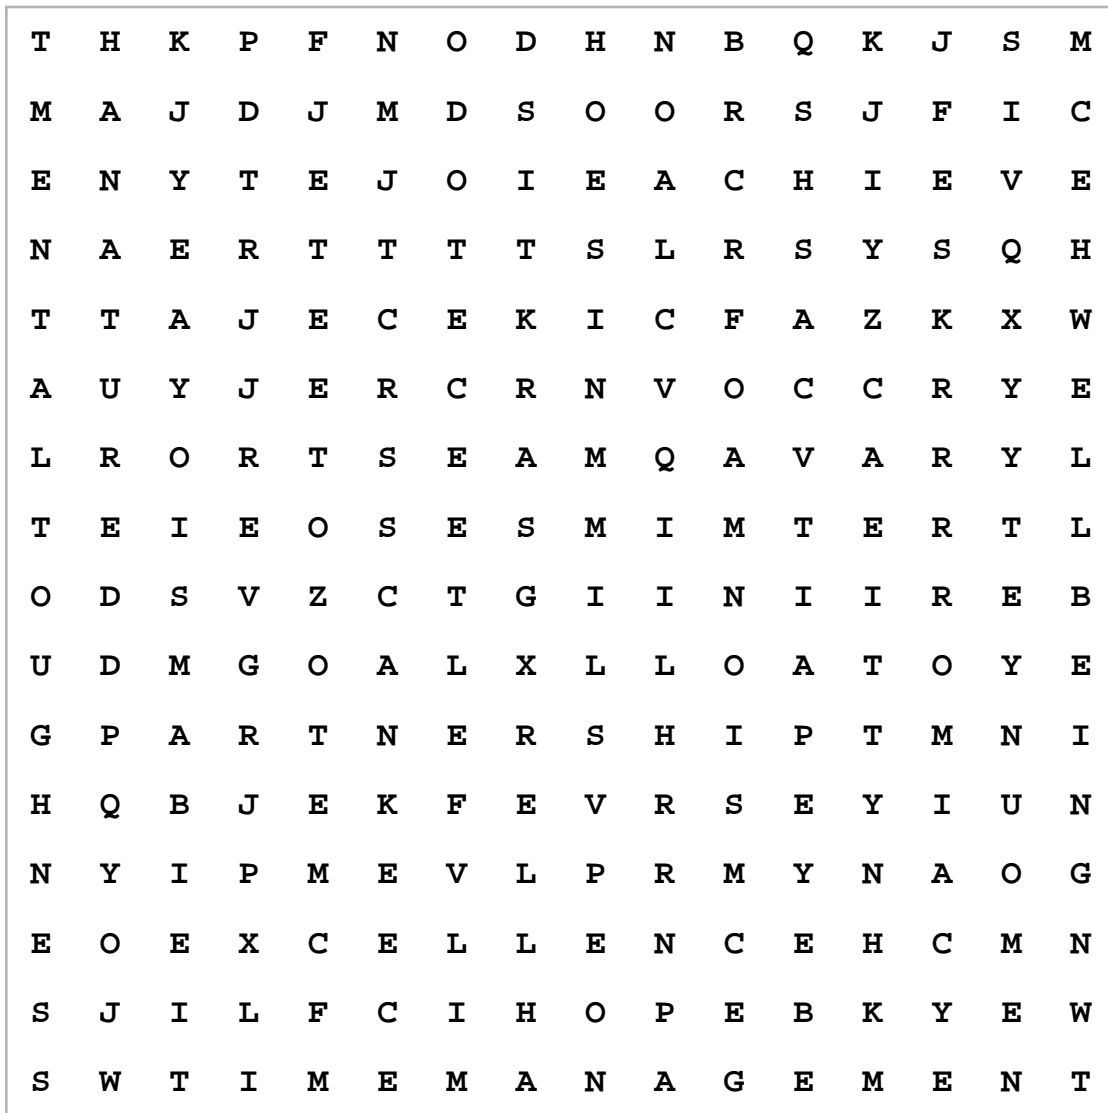 T H K P F N O D H N B Q K J S M
M A J D J M D S O O R S J F I C
E N Y T E J O I E A C H I E V E
N A E R T T T T S L R S Y S Q H
T T A J E C E K I C F A Z K X W
A U Y J E R C R N V O C C R Y E
L R O R T S E A M Q A V A R Y L
T E I E O S E S M I M T E R T L
O D S V Z C T G I I N I I R E B
U D M G O A L X L L O A T O Y E
G P A R T N E R S H I P T M N I
H Q B J E K F E V R S E Y I U N
N Y I P M E V L P R M Y N A O G
E O E X C E L L E N C E H C M N
S J I L F C I H O P E B K Y E W
S W T I M E M A N A G E M E N T